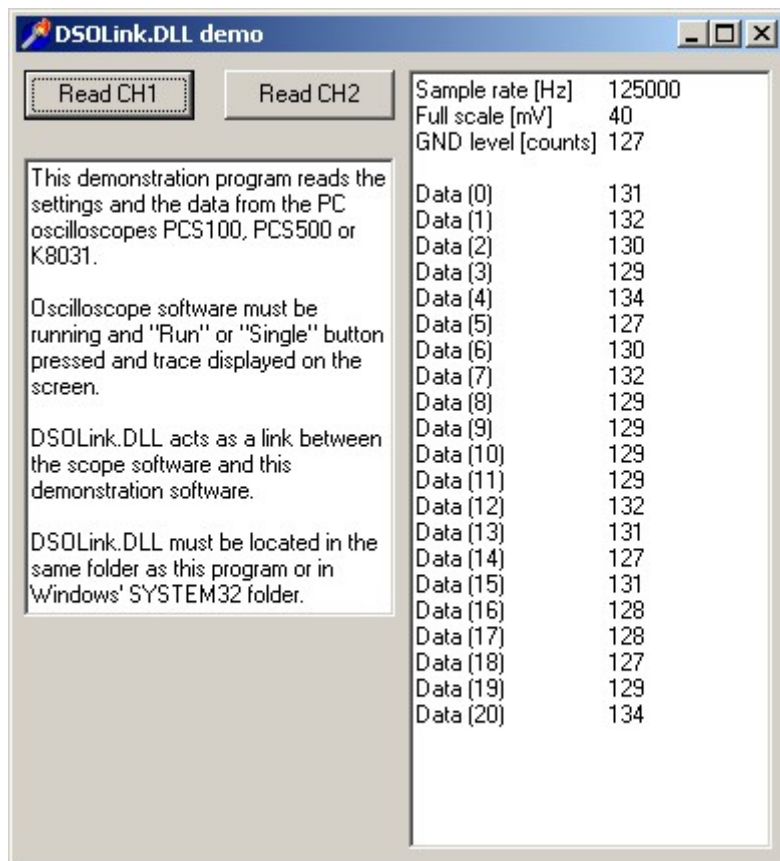 DSOLink.DLL demo
Read CH1
Read CH2
This demonstration program reads the
settings and the data from the PC
oscilloscopes PCS100, PCS500 or
K8031.
Oscilloscope software must be
running and "Run" or "Single" button
pressed and trace displayed on the
screen.
DSOLink.DLL acts as a link between
the scope software and this
demonstration software.
DSOLink.DLL must be located in the
same folder as this program or in
Windows' SYSTEM32 folder.
Sample rate [Hz] 125000
Full scale [mV] 40
GND level [counts] 127
Data (0) 131
Data (1) 132
Data (2) 130
Data (3) 129
Data (4) 134
Data (5) 127
Data (6) 130
Data (7) 132
Data (8) 129
Data (9) 129
Data (10) 129
Data (11) 129
Data (12) 132
Data (13) 131
Data (14) 127
Data (15) 131
Data (16) 128
Data (17) 128
Data (18) 127
Data (19) 129
Data (20) 134